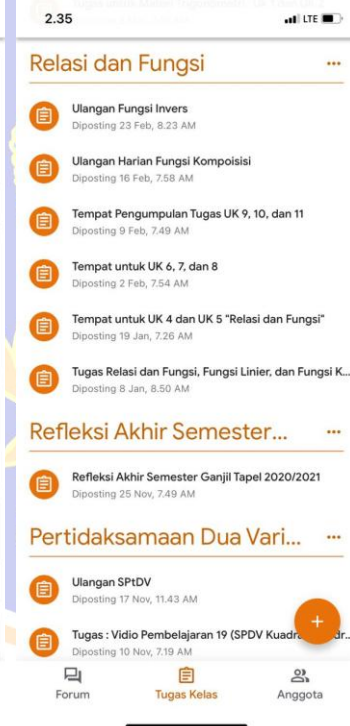 2.35
LTE
Relasi dan Fungsi
Ulangan Fungsi Invers
Diposting 23 Feb, 8.23 AM
Ulangan Harian Fungsi Kompoisisi
Diposting 16 Feb, 7.58 AM
Tempat Pengumpulan Tugas UK 9, 10, dan 11
Diposting 9 Feb, 7.49 AM
Tempat untuk UK 6, 7, dan 8
Diposting 2 Feb, 7.54 AM
Tempat untuk UK 4 dan UK 5 "Relasi dan Fungsi"
Diposting 19 Jan, 7.26 AM
Tugas Relasi dan Fungsi, Fungsi Linier, dan Fungsi K...
Diposting 8 Jan, 8.50 AM
Refleksi Akhir Semester...
Refleksi Akhir Semester Ganjil Tapel 2020/2021
Diposting 25 Nov, 7.49 AM
Pertidaksamaan Dua Vari...
Ulangan SPtDV
Diposting 17 Nov, 11.43 AM
Tugas : Vidio Pembelajaran 19 (SPDV
Diposting 10 Nov, 7.19 AM
Forum
Tugas Kelas
Anggota